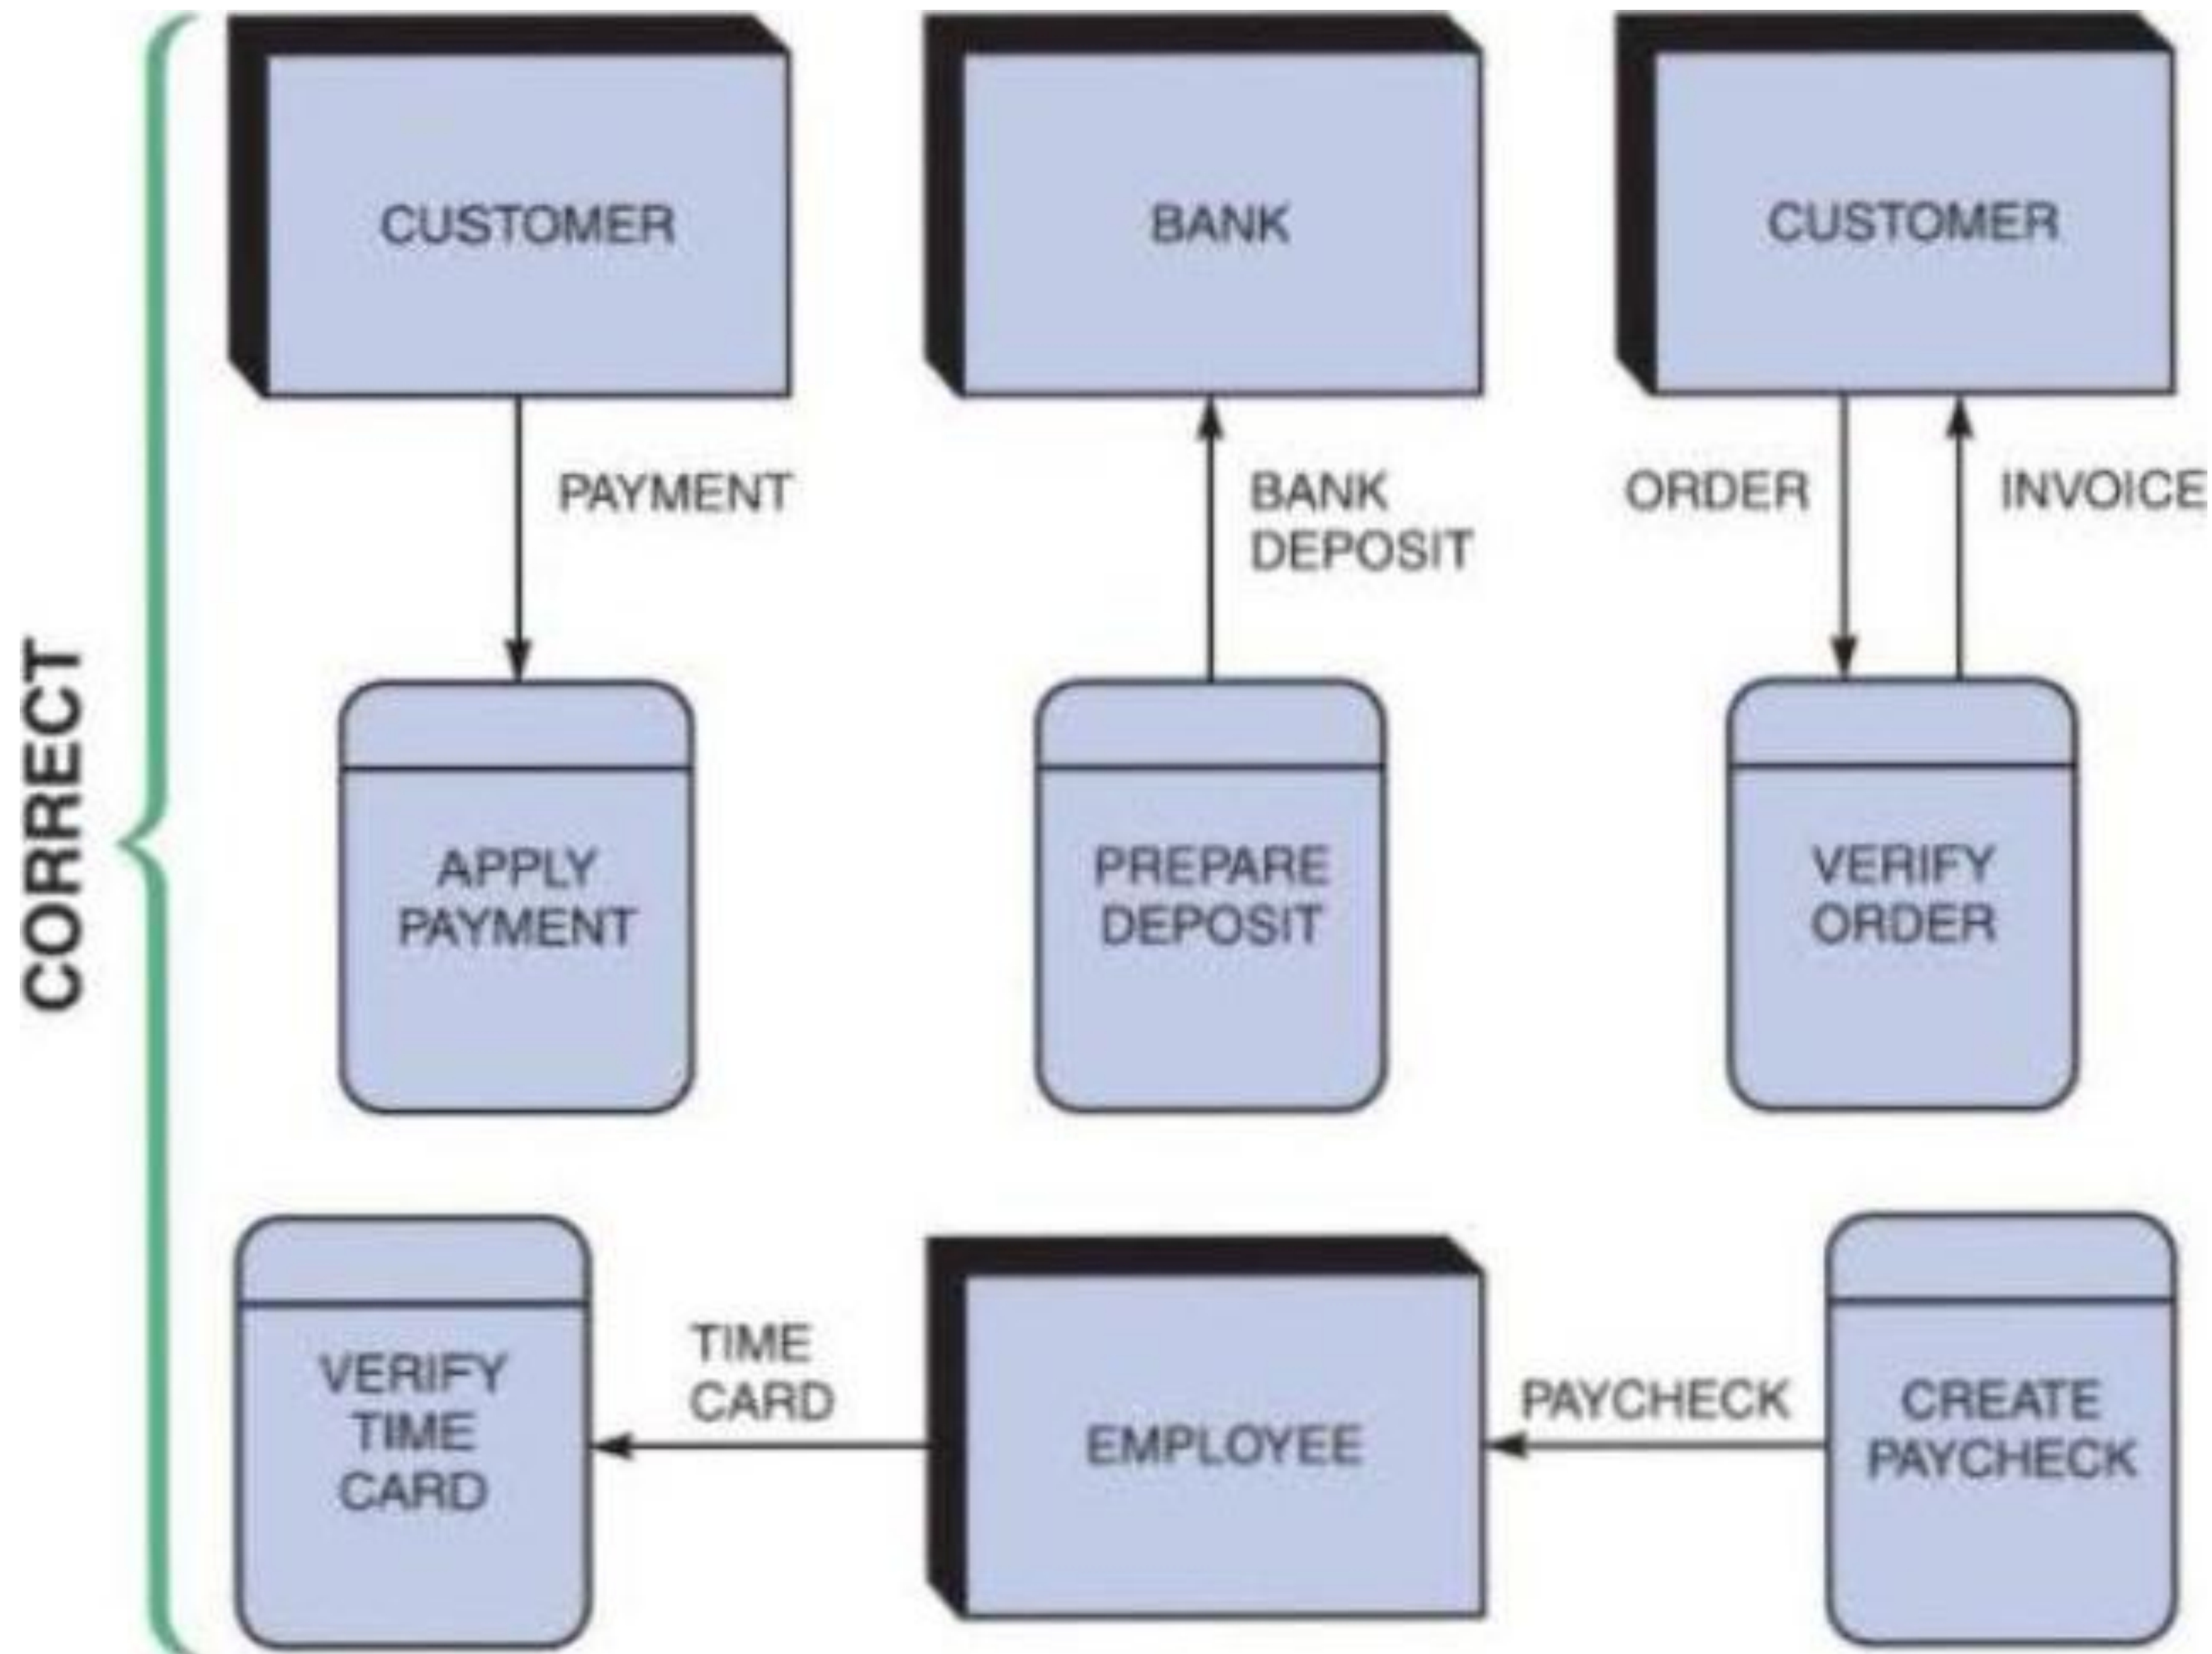 CORRECT
CUSTOMER
BANK
CUSTOMER
PAYMENT
BANK
DEPOSIT
ORDER
INVOICE
APPLY
PAYMENT
PREPARE
DEPOSIT
VERIFY
ORDER
VERIFY
TIME
CARD
TIME
CARD
EMPLOYEE
PAYCHECK
CREATE
PAYCHECK